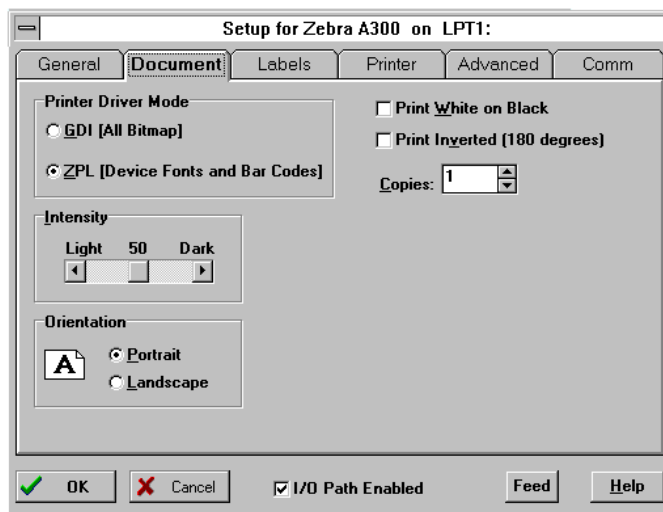 Setup for Zebra A300 on LPT1:
General Document Labels Printer Advanced Comm
Printer Driver Mode
GDI [All Bitmap]
ZPL [Device Fonts and Bar Codes]
Print White on Black
Print Inverted (180 degrees)
Copies: 1
Intensity
Light 50 Dark
Orientation
A
Portrait
Landscape
OK Cancel I/O Path Enabled Feed Help